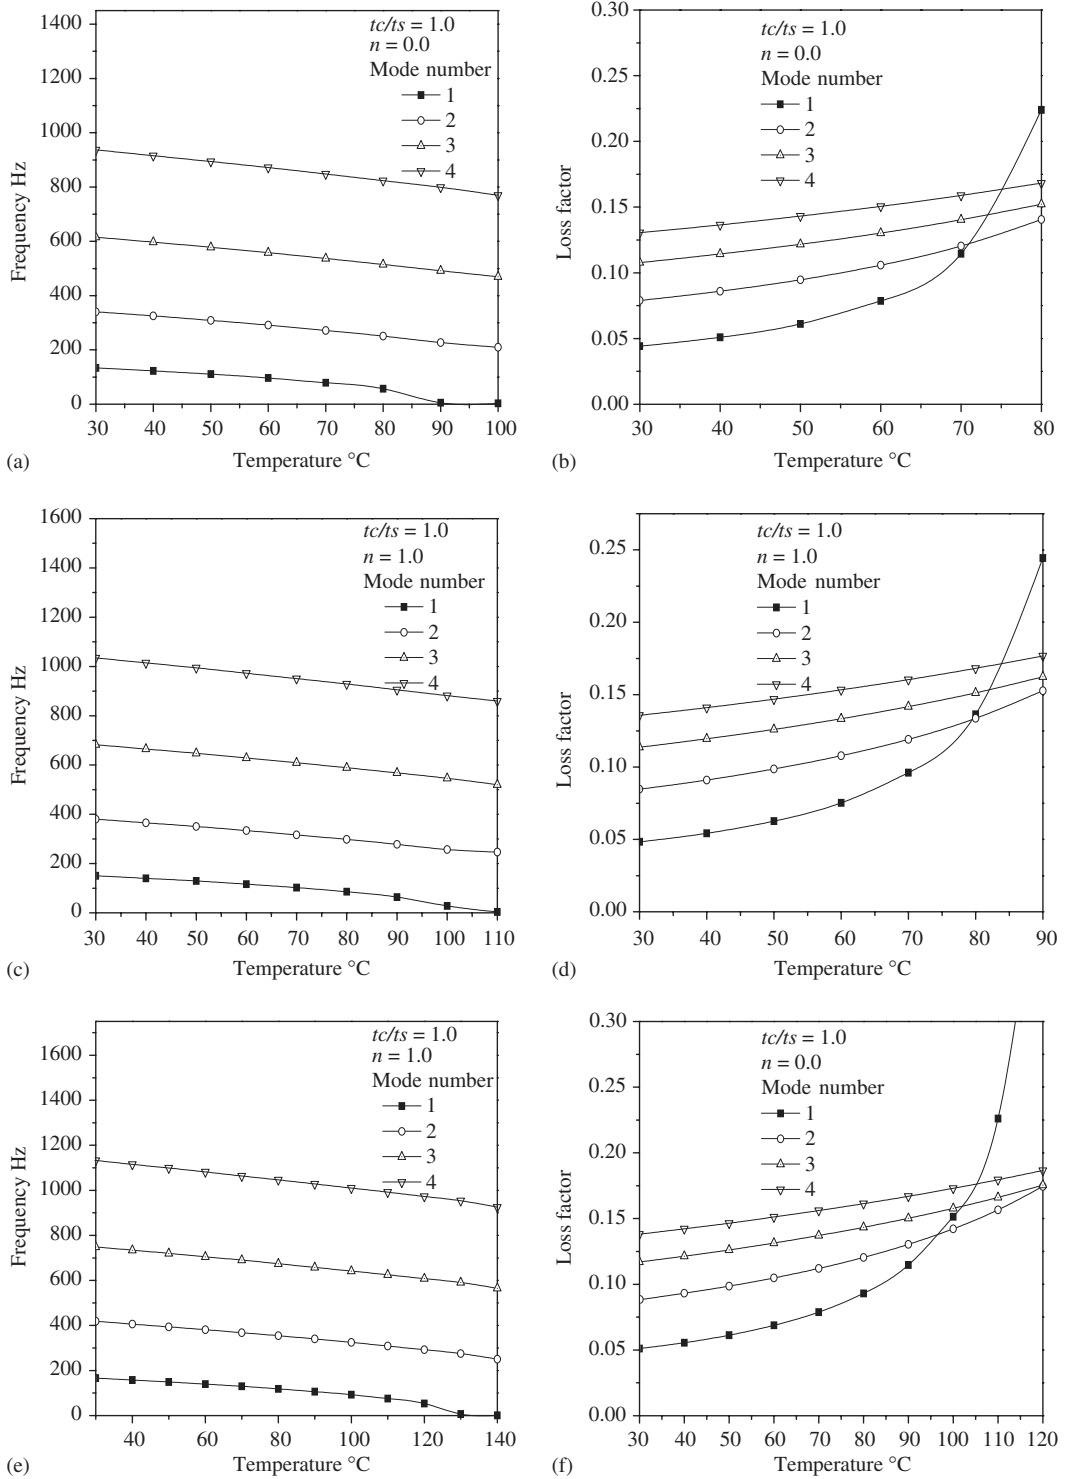 1400
1200
1000
800
600
400
200
0
Frequency Hz
tc/ts = 1.0
n = 0.0
Mode number
1
2
3
4
30 40 50 60 70 80 90 100
Temperature °C
(a)
0.30
0.25
0.20
0.15
0.10
0.05
0.00
Loss factor
tc/ts = 1.0
n = 0.0
Mode number
1
2
3
4
30 40 50 60 70 80
Temperature °C
(b)
1600
1400
1200
1000
800
600
400
200
0
Frequency Hz
tc/ts = 1.0
n = 1.0
Mode number
1
2
3
4
30 40 50 60 70 80 90 100 110
Temperature °C
(c)
0.25
0.20
0.15
0.10
0.05
0.00
Loss factor
tc/ts = 1.0
n = 1.0
Mode number
1
2
3
4
30 40 50 60 70 80 90
Temperature °C
(d)
1600
1400
1200
1000
800
600
400
200
0
Frequency Hz
tc/ts = 1.0
n = 1.0
Mode number
1
2
3
4
40 60 80 100 120 140
Temperature °C
(e)
0.30
0.25
0.20
0.15
0.10
0.05
0.00
Loss factor
tc/ts = 1.0
n = 0.0
Mode number
1
2
3
4
30 40 50 60 70 80 90 100 110 120
Temperature °C
(f)